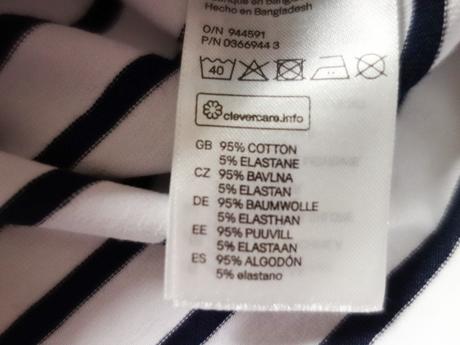 Hecho en Bangladesh
O/N 944591
P/N 0366944 3
40
clevercare.info
GB 95% COTTON
5% ELASTANE
CZ 95% BAVLNA
5% ELASTAN
DE 95% BAUMWOLLE
5% ELASTHAN
EE 95% PUUVILL
5% ELASTAAN
ES 95% ALGODÓN
5% elastano